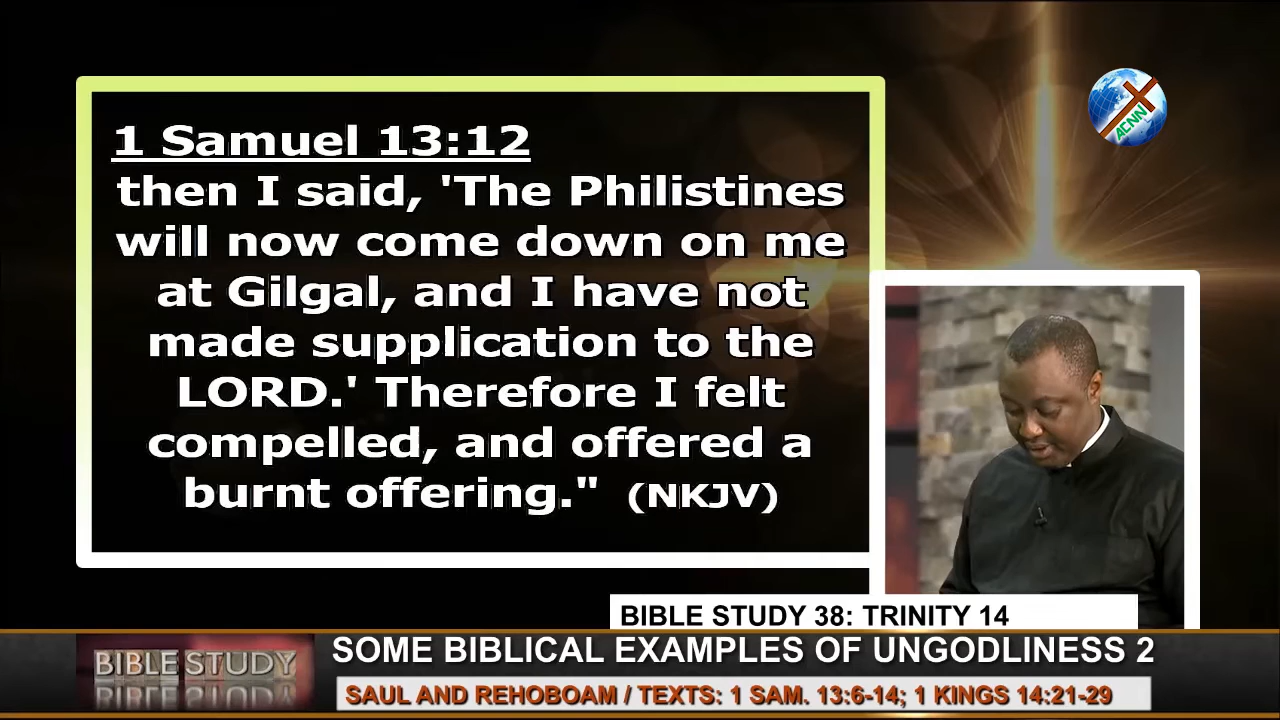 1 Samuel 13:12
then I said, 'The Philistines
will now come down on me
at Gilgal, and I have not
made supplication to the
LORD.' Therefore I felt
compelled, and offered a
burnt offering." (NKJV)
ACNN
BIBLE STUDY 38: TRINITY 14
BIBLE STUDY
SOME BIBLICAL EXAMPLES OF UNGODLINESS 2
SAUL AND REHOBOAM / TEXTS: 1 SAM. 13:6-14; 1 KINGS 14:21-29